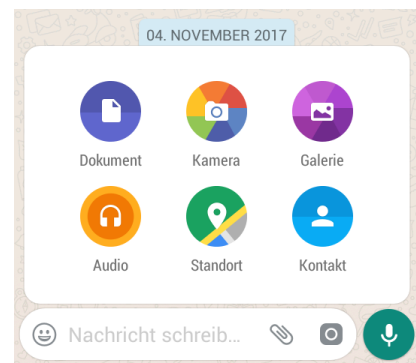 04. NOVEMBER 2017
Dokument Kamera Galerie
Audio Standort Kontakt
Nachricht schreib...